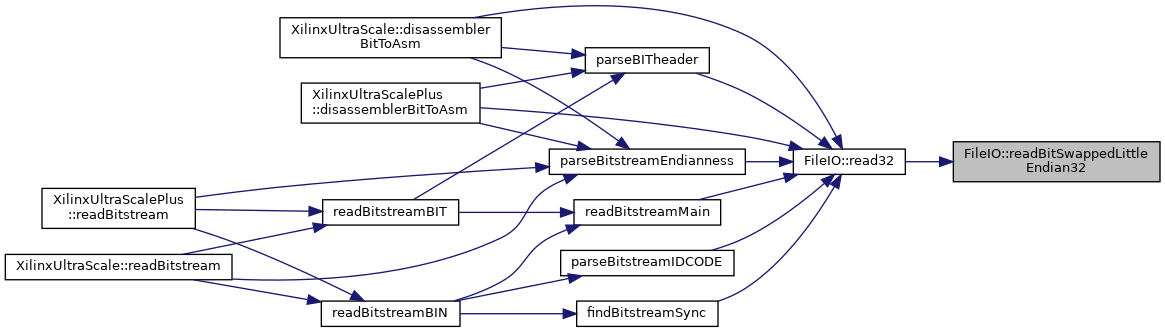 XilinxUltraScale::disassembler
BitToAsm
parseBITheader
XilinxUltraScalePlus
::disassemblerBitToAsm
parseBitstreamEndianness
FileIO::read32
FileIO::readBitSwappedLittle
Endian32
XilinxUltraScalePlus
::readBitstream
readBitstreamBIT
readBitstreamMain
XilinxUltraScale::readBitstream
parseBitstreamIDCODE
readBitstreamBIN
findBitstreamSync